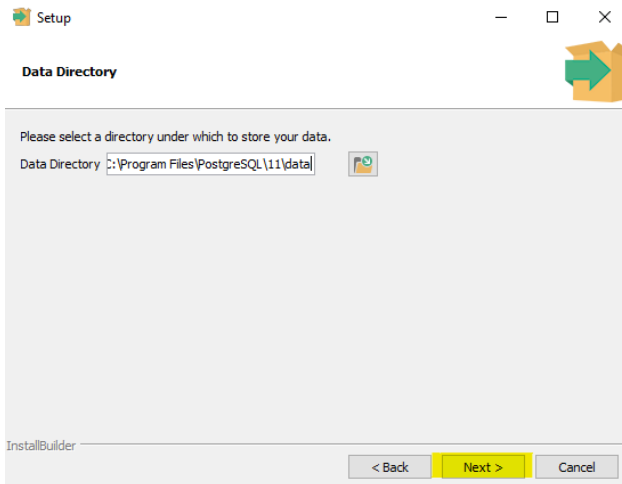 Setup
Data Directory
Please select a directory under which to store your data.
Data Directory :\Program Files\PostgreSQL\11\data
InstallBuilder
< Back Next > Cancel